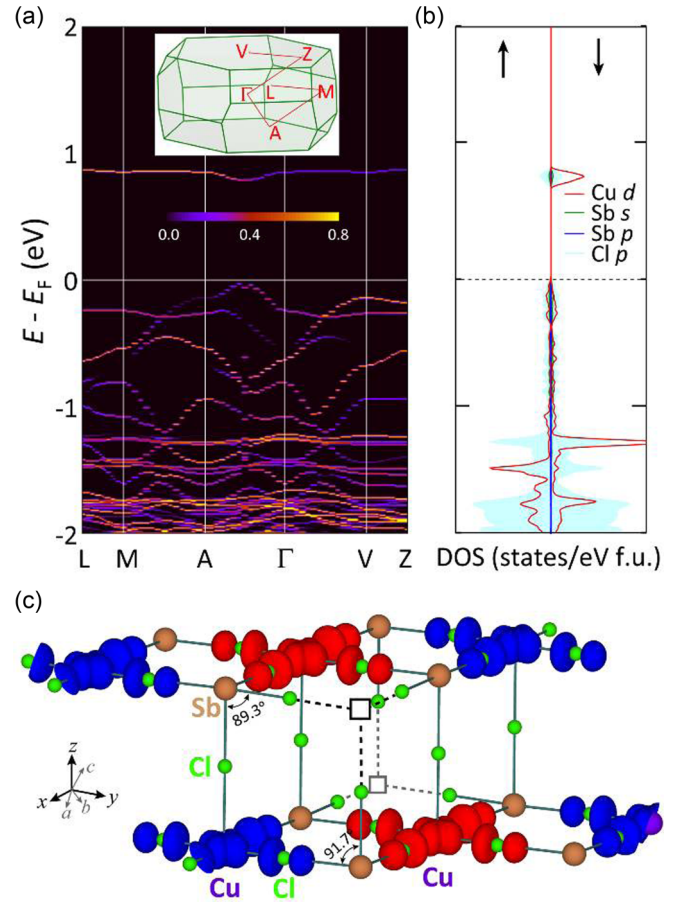 (a)
(b)
2
1
0
-1
-2
E - E_F (eV)
V
Z
Γ
L
M
A
0.0
0.4
0.8
L
M
A
Γ
V
Z
Cu d
Sb s
Sb p
Cl p
DOS (states/eV f.u.)
(c)
Sb
89.3°
Cl
z
c
x
y
a
b
91.7
Cu
Cl
Cu